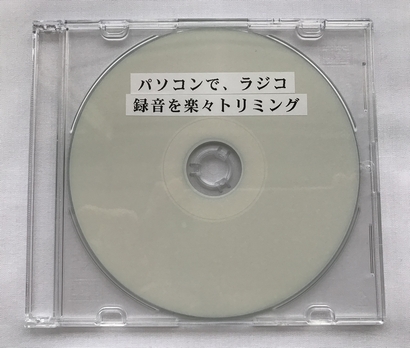 パソコンで、ラジコ
録音を楽々トリミング